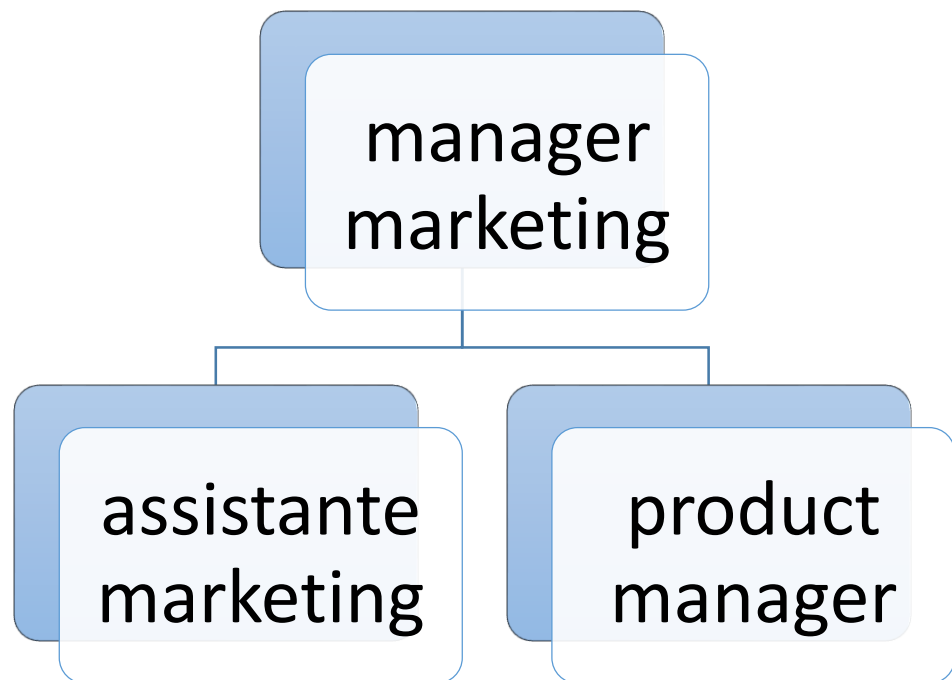 manager
marketing
assistante
marketing
product
manager